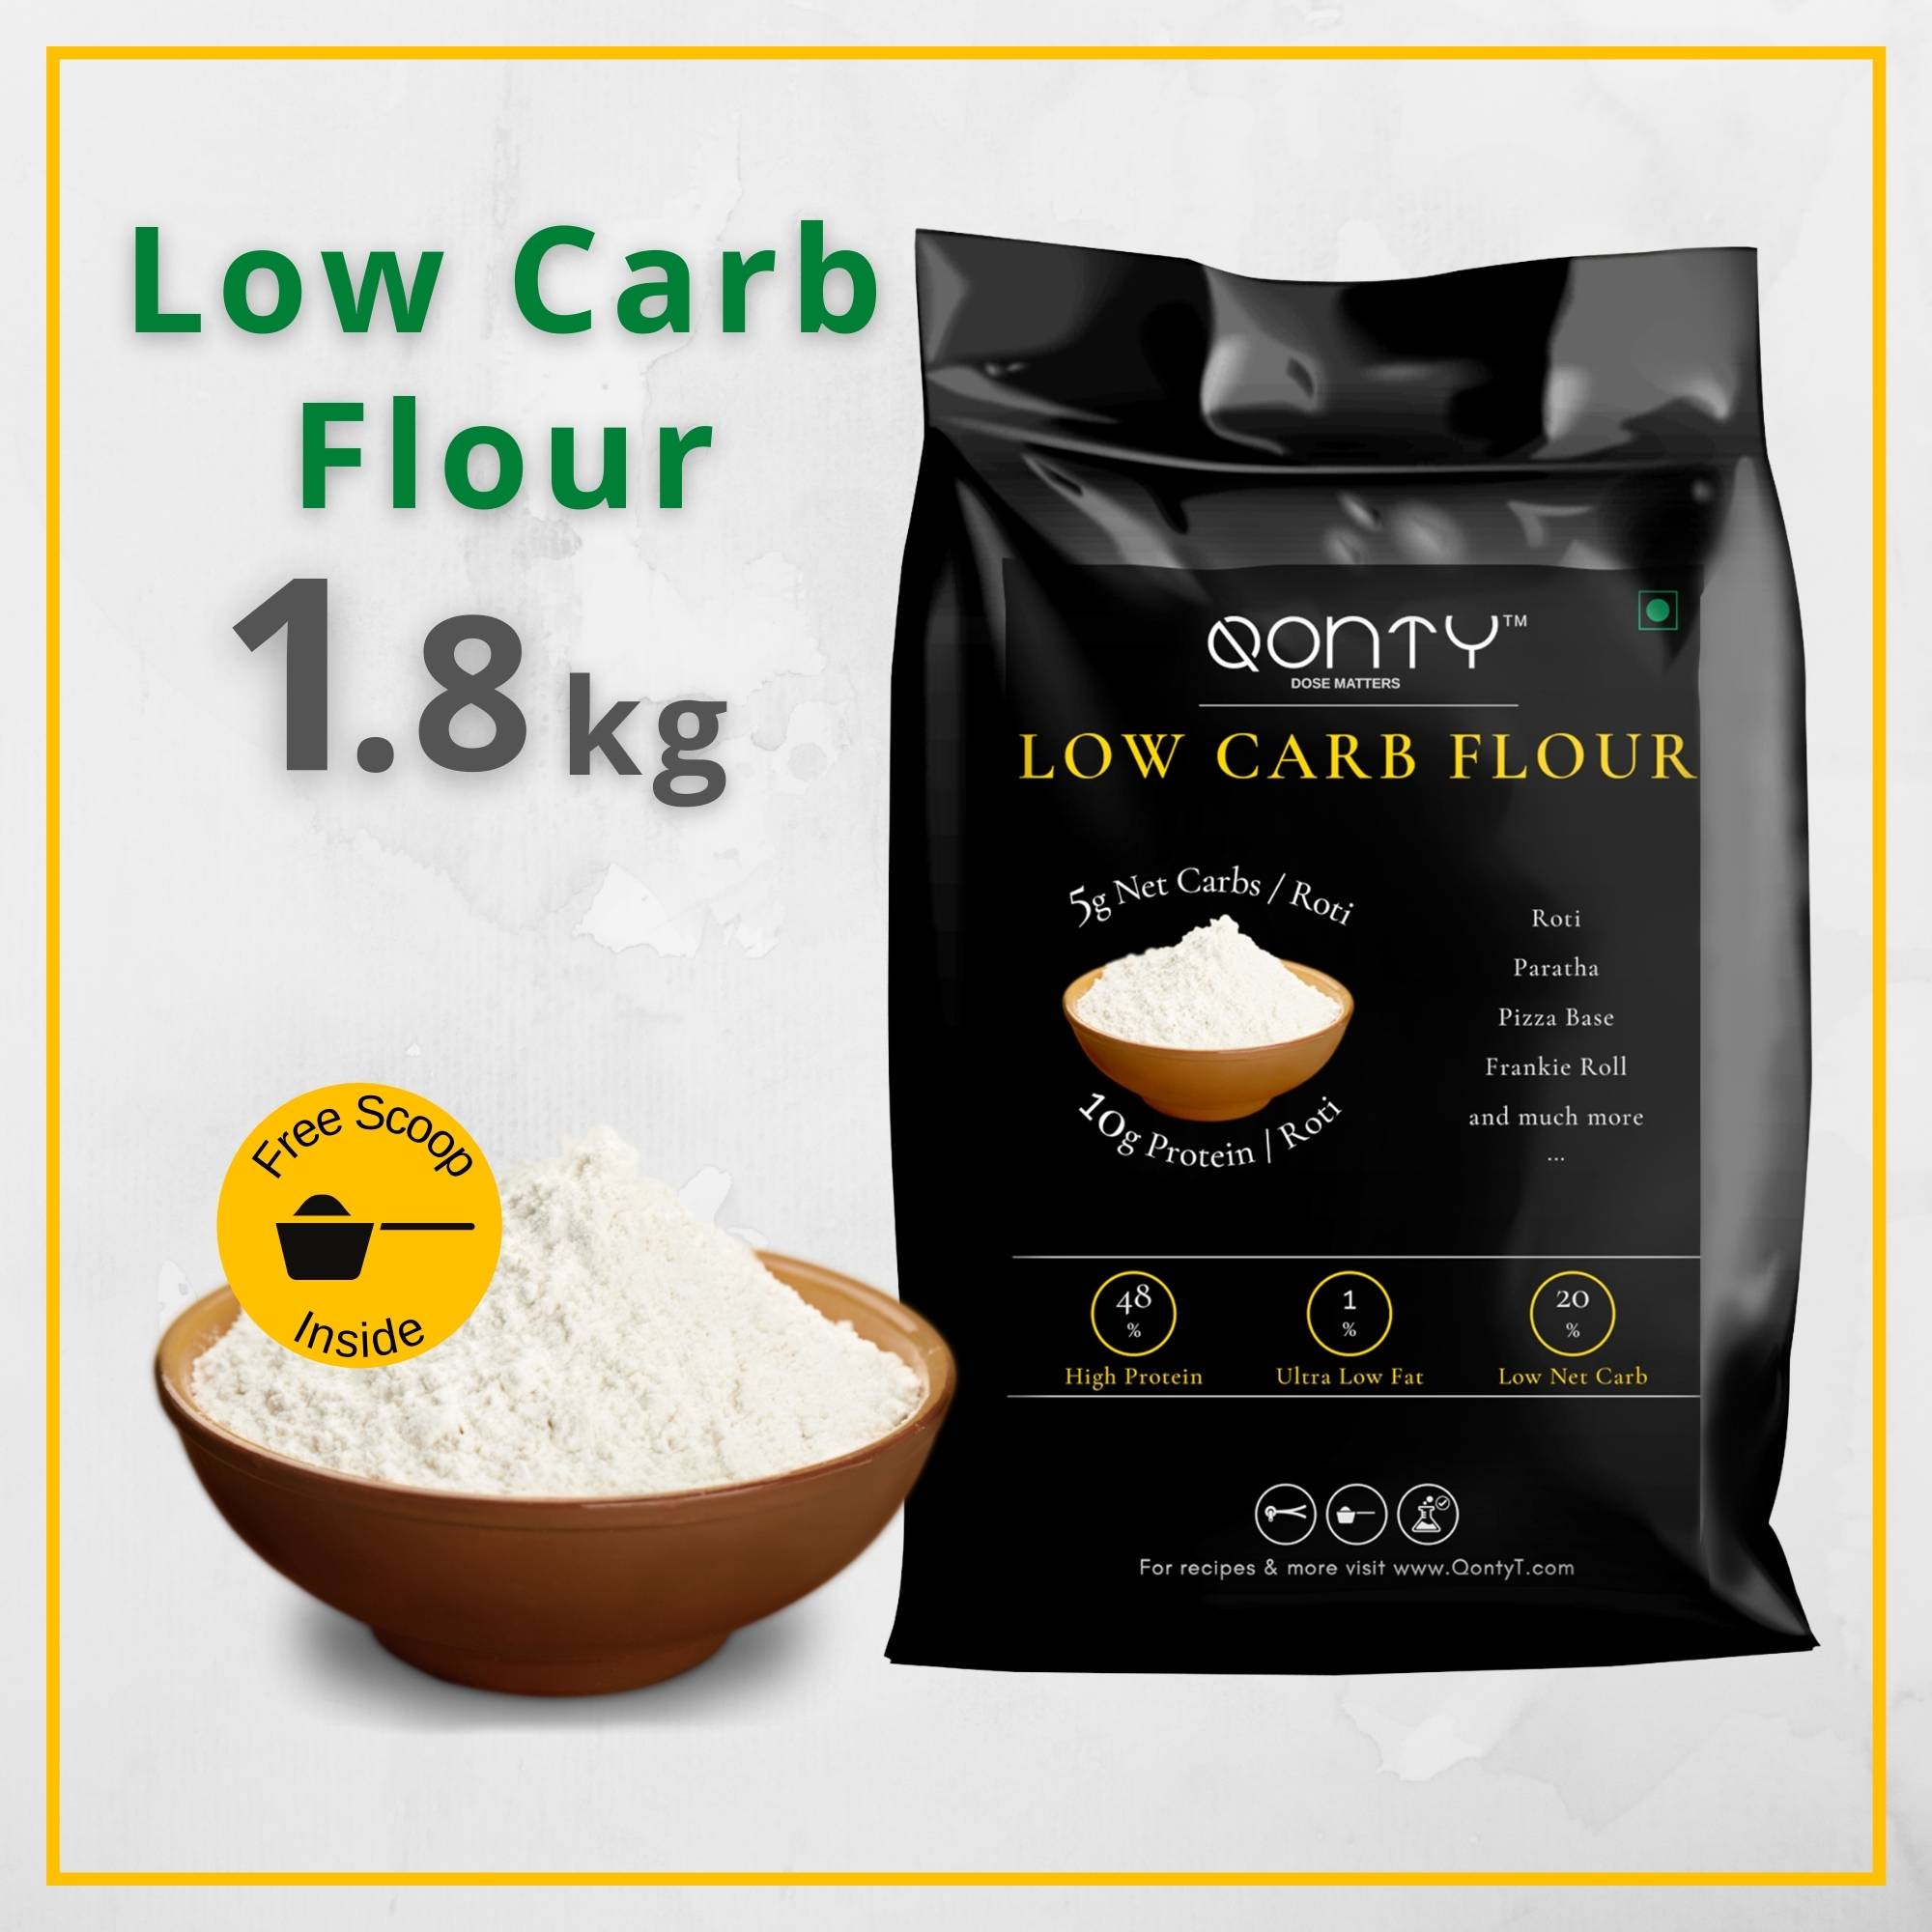 Low Carb
Flour
1.8 kg
Free Scoop
Inside
QONTY™
DOSE MATTERS
LOW CARB FLOUR
5g Net Carbs / Roti
10g Protein / Roti
Roti
Paratha
Pizza Base
Frankie Roll
and much more
...
48 % 1 % 20 %
High Protein Ultra Low Fat Low Net Carb
For recipes & more visit www.QontyT.com